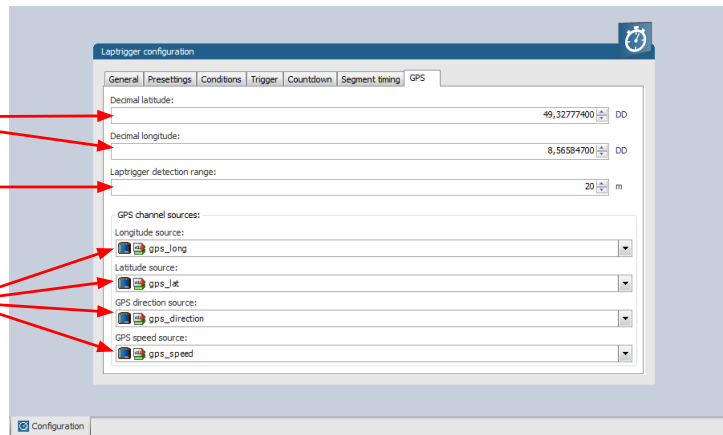 Laptrigger configuration
General Presettings Conditions Trigger Countdown Segment timing GPS
Decimal latitude:
49,32777400 DD
Decimal longitude:
8,56584700 DD
Laptrigger detection range:
20 m
GPS channel sources:
Longitude source:
gps_long
Latitude source:
gps_lat
GPS direction source:
gps_direction
GPS speed source:
gps_speed
Configuration